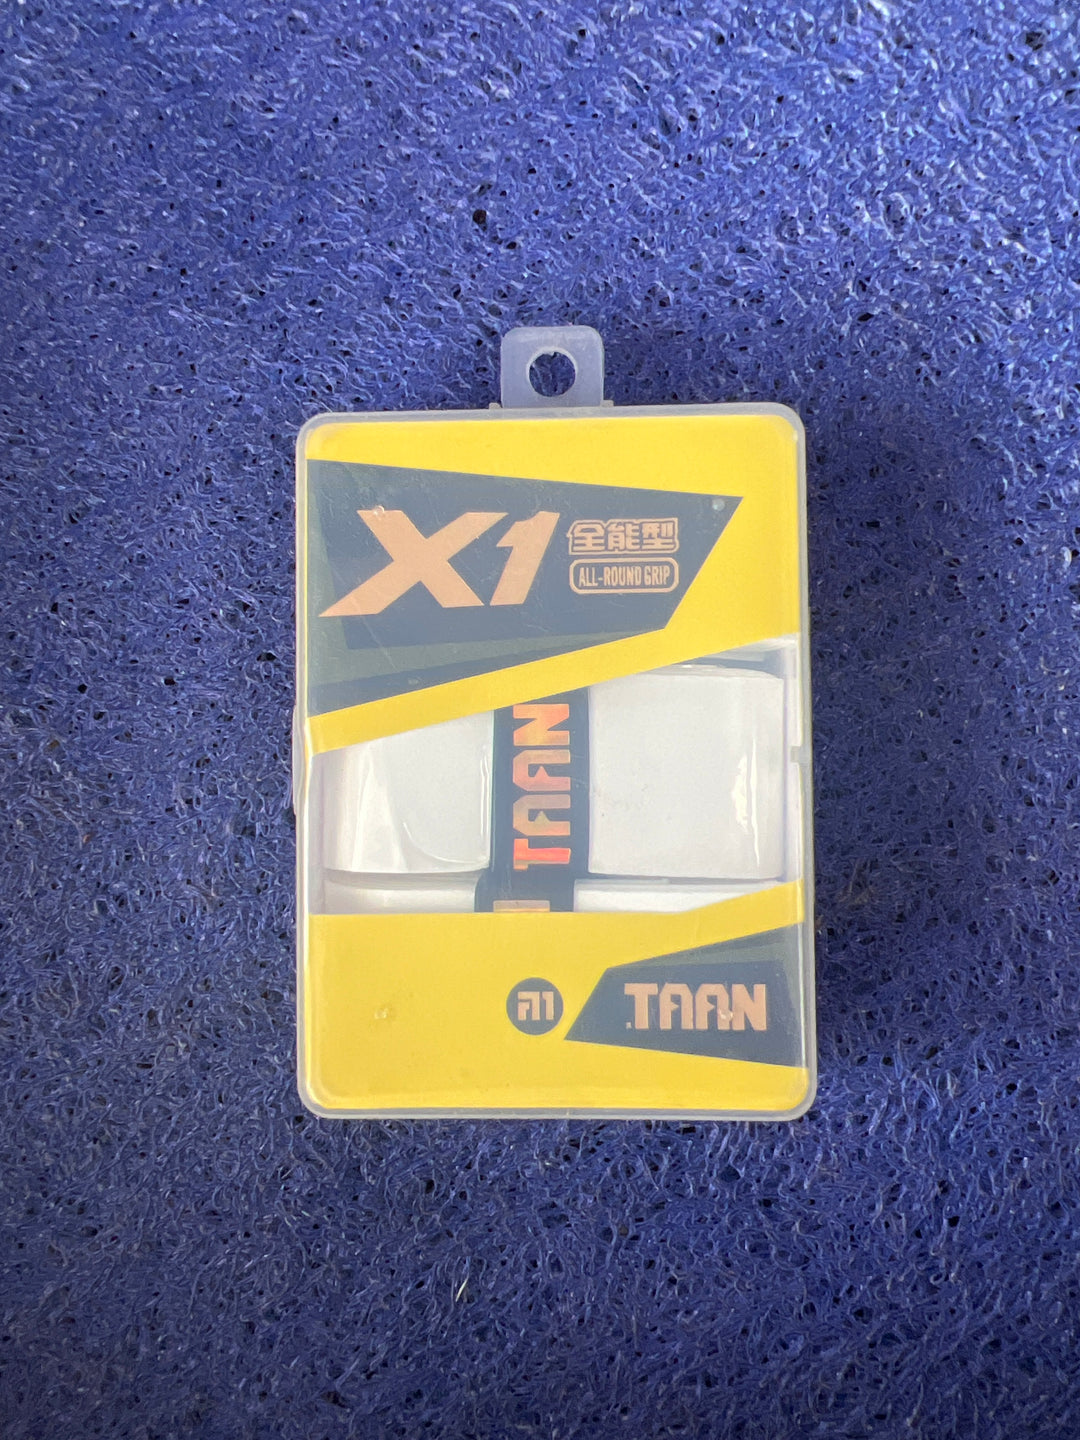 X1
全能型
ALL-ROUND GRIP
TAAN
TAAN